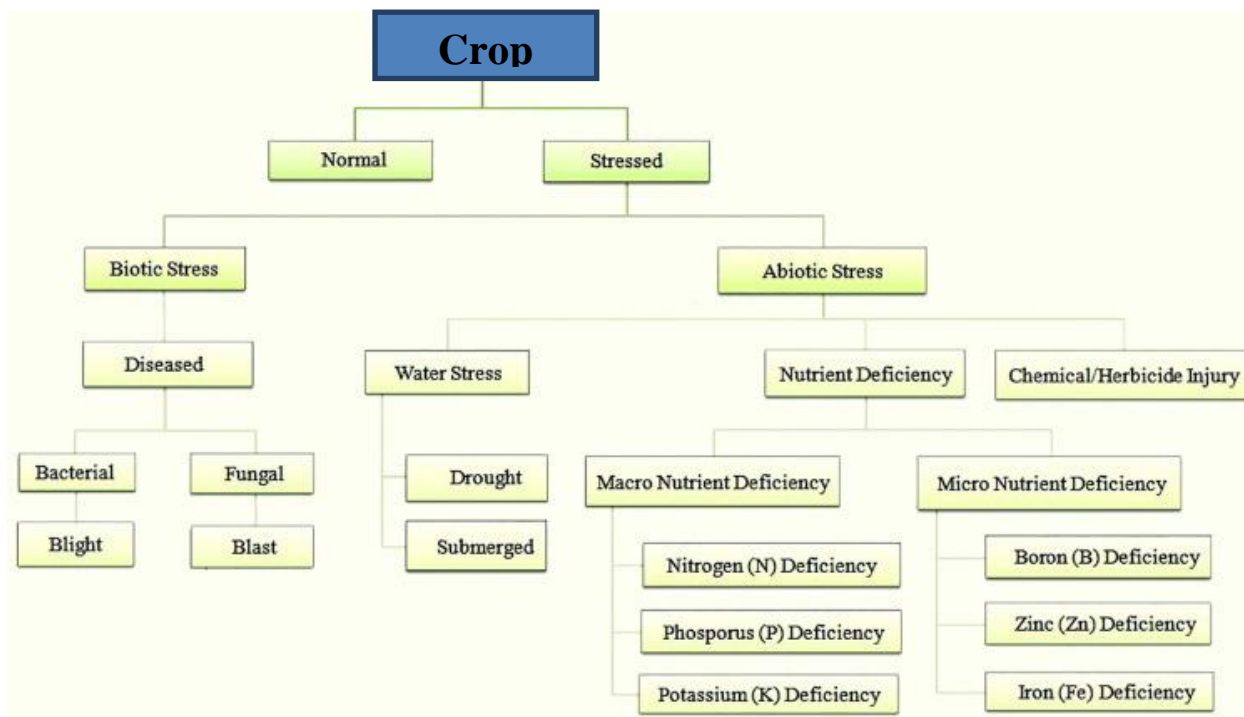 Crop
Normal
Stressed
Biotic Stress
Abiotic Stress
Diseased
Water Stress
Nutrient Deficiency
Chemical/Herbicide Injury
Bacterial
Fungal
Drought
Macro Nutrient Deficiency
Micro Nutrient Deficiency
Blight
Blast
Submerged
Nitrogen (N) Deficiency
Boron (B) Deficiency
Phosporus (P) Deficiency
Zinc (Zn) Deficiency
Potassium (K) Deficiency
Iron (Fe) Deficiency